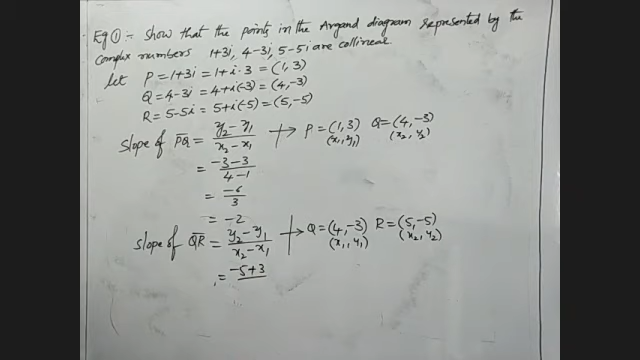 Eg ① :- Show that the points in the Argand diagram represented by the
complex numbers 1+3i, 4-3i, 5-5i are collinear.
let P = 1+3i = 1+i·3 = (1, 3)
Q = 4-3i = 4+i(-3) = (4, -3)
R = 5-5i = 5+i(-5) = (5, -5)
Slope of PQ = y2-y1 / x2-x1 → P = (1, 3) Q = (4, -3)
(x1, y1) (x2, y2)
= -3-3 / 4-1
= -6 / 3
= -2
Slope of QR = y2-y1 / x2-x1 → Q = (4, -3) R = (5, -5)
(x1, y1) (x2, y2)
= -5+3